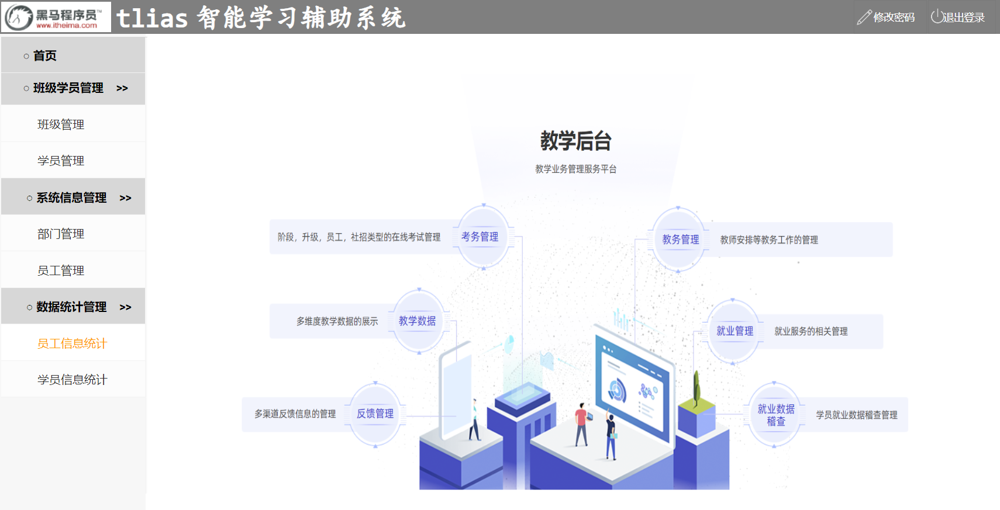 黑马程序员™
www.itheima.com
tlias 智能学习辅助系统
修改密码
退出登录
首页
班级学员管理 >>
班级管理
学员管理
系统信息管理 >>
部门管理
员工管理
数据统计管理 >>
员工信息统计
学员信息统计
教学后台
教学业务管理服务平台
阶段，升级，员工，社招类型的在线考试管理
考务管理
教务管理
教师安排等教务工作的管理
多维度教学数据的展示
教学数据
就业管理
就业服务的相关管理
多渠道反馈信息的管理
反馈管理
就业数据
稽查
学员就业数据稽查管理